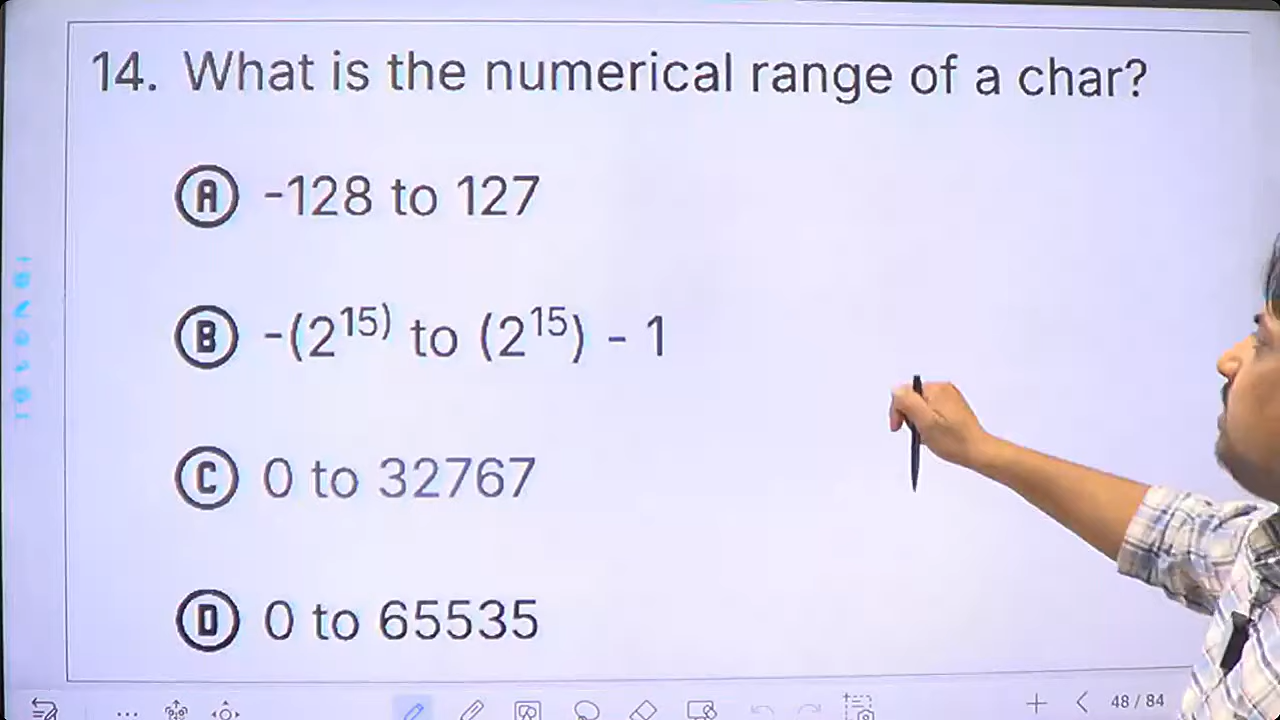 14. What is the numerical range of a char?
A -128 to 127
B -(2^15) to (2^15) - 1
C 0 to 32767
D 0 to 65535
48 / 84